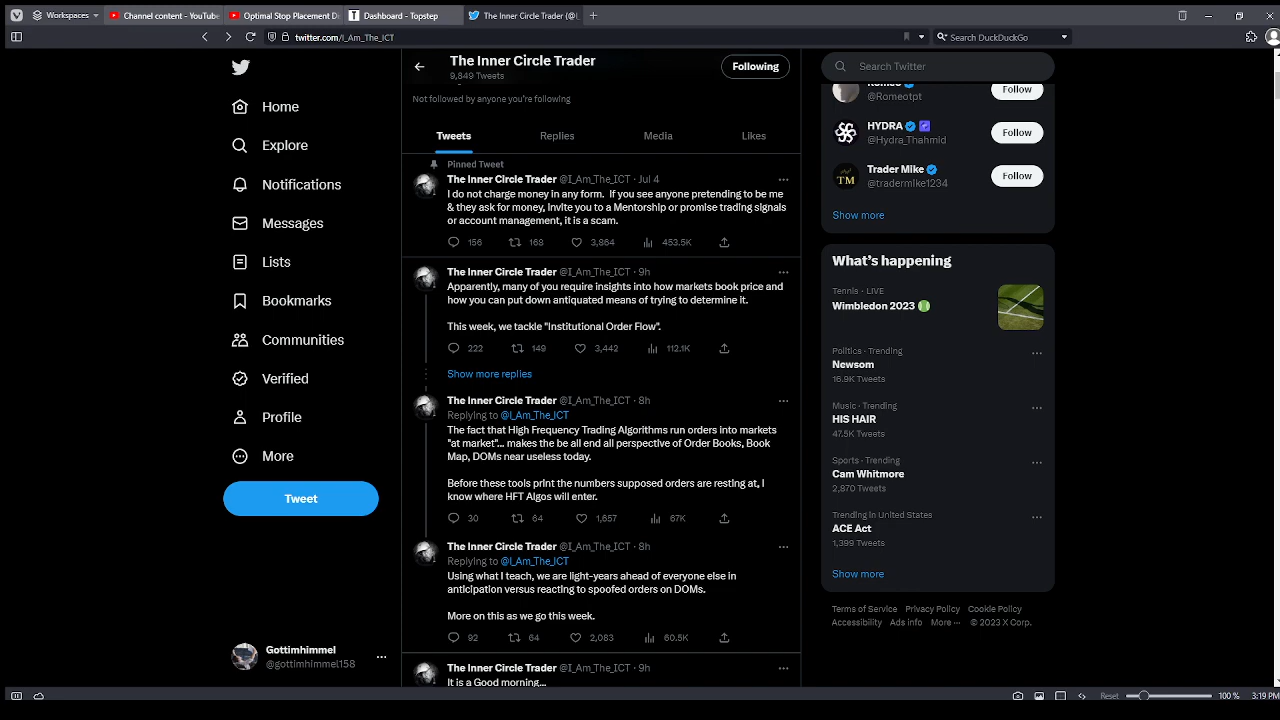 Workspaces
Channel content - YouTube
Optimal Stop Placement Di
Dashboard - Topstep
The Inner Circle Trader (@I_
twitter.com/I_Am_The_ICT
Search DuckDuckGo
Home
Explore
Notifications
Messages
Lists
Bookmarks
Communities
Verified
Profile
More
Tweet
Gottimhimmel
@gottimhimmel158
The Inner Circle Trader
9,849 Tweets
Following
Not followed by anyone you're following
Tweets Replies Media Likes
Pinned Tweet
The Inner Circle Trader @I_Am_The_ICT · Jul 4
I do not charge money in any form. If you see anyone pretending to be me
& they ask for money, invite you to a Mentorship or promise trading signals
or account management, it is a scam.
156 168 3,864 453.5K
The Inner Circle Trader @I_Am_The_ICT · 9h
Apparently, many of you require insights into how markets book price and
how you can put down antiquated means of trying to determine it.
This week, we tackle "Institutional Order Flow".
222 149 3,442 112.1K
Show more replies
The Inner Circle Trader @I_Am_The_ICT · 8h
Replying to @I_Am_The_ICT
The fact that High Frequency Trading Algorithms run orders into markets
"at market"... makes the be all end all perspective of Order Books, Book
Map, DOMs near useless today.
Before these tools print the numbers supposed orders are resting at, I
know where HFT Algos will enter.
30 64 1,657 67K
The Inner Circle Trader @I_Am_The_ICT · 8h
Replying to @I_Am_The_ICT
Using what I teach, we are light-years ahead of everyone else in
anticipation versus reacting to spoofed orders on DOMs.
More on this as we go this week.
92 64 2,083 60.5K
The Inner Circle Trader @I_Am_The_ICT · 9h
It is a Good morning...
Search Twitter
Romeo
@Romeotpt
Follow
HYDRA
@Hydra_Thahmid
Follow
TM
Trader Mike
@tradermike1234
Follow
Show more
What's happening
Tennis · LIVE
Wimbledon 2023
Politics · Trending
Newsom
16.9K Tweets
Music · Trending
HIS HAIR
47.5K Tweets
Sports · Trending
Cam Whitmore
2,870 Tweets
Trending in United States
ACE Act
1,399 Tweets
Show more
Terms of Service Privacy Policy Cookie Policy
Accessibility Ads info More ··· © 2023 X Corp.
Reset 100 % 3:19 PM